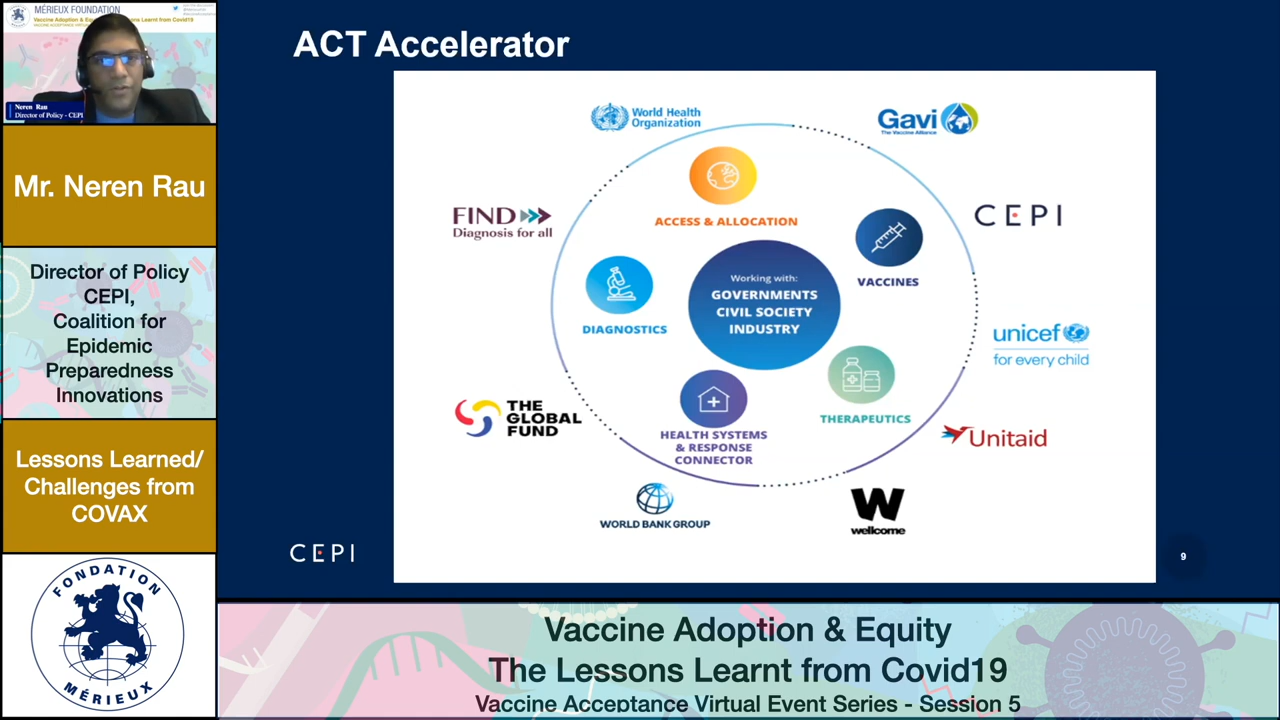 MÉRIEUX FOUNDATION
Vaccine Adoption & Equity
Neren Rau
Director of Policy - CEPI
Mr. Neren Rau
Director of Policy
CEPI,
Coalition for
Epidemic
Preparedness
Innovations
Lessons Learned/
Challenges from
COVAX
FONDATION
MÉRIEUX
ACT Accelerator
World Health
Organization
Gavi
The Vaccine Alliance
FIND
Diagnosis for all
ACCESS & ALLOCATION
CEPI
VACCINES
Working with:
GOVERNMENTS
CIVIL SOCIETY
INDUSTRY
DIAGNOSTICS
unicef
for every child
THE
GLOBAL
FUND
THERAPEUTICS
HEALTH SYSTEMS
& RESPONSE
CONNECTOR
Unitaid
WORLD BANK GROUP
W
wellcome
CEPI
9
Vaccine Adoption & Equity
The Lessons Learnt from Covid19
Vaccine Acceptance Virtual Event Series - Session 5